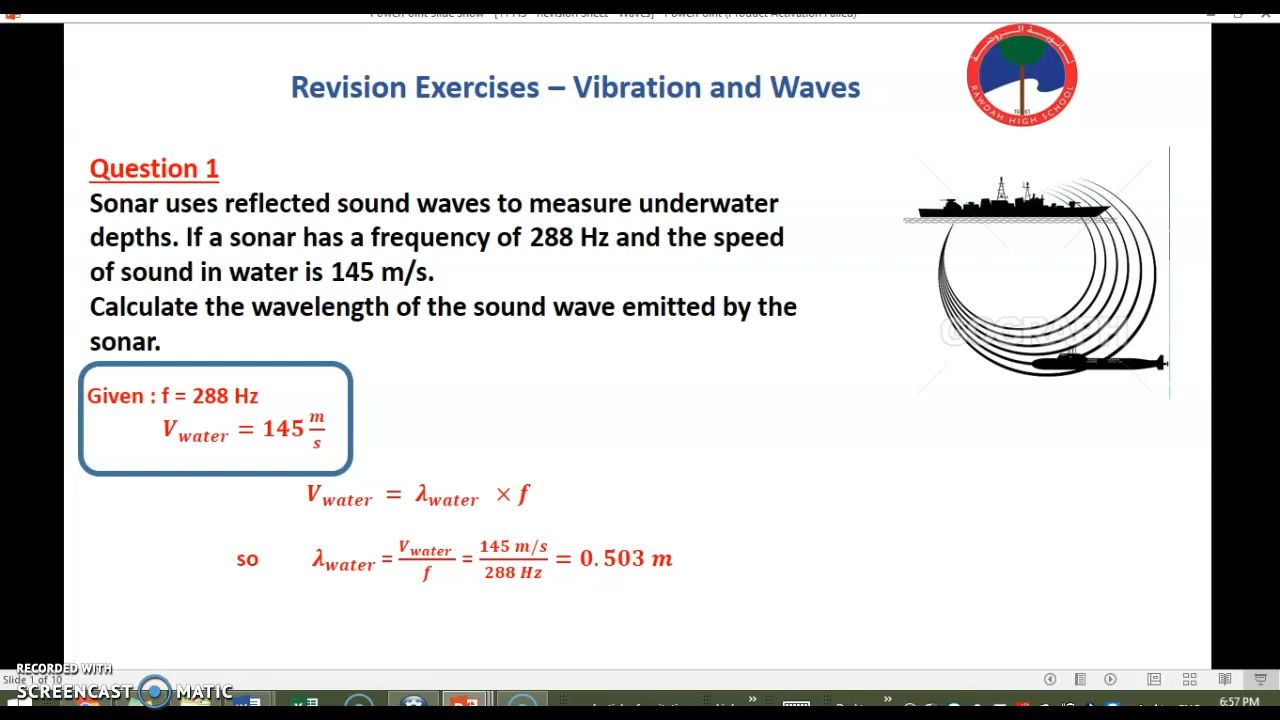 Revision Exercises – Vibration and Waves
RAWDAH HIGH SCHOOL
Question 1
Sonar uses reflected sound waves to measure underwater
depths. If a sonar has a frequency of 288 Hz and the speed
of sound in water is 145 m/s.
Calculate the wavelength of the sound wave emitted by the
sonar.
Given : f = 288 Hz
V_water = 145 m/s
V_water = λ_water × f
so λ_water = V_water/f = 145 m/s / 288 Hz = 0.503 m
RECORDED WITH
Slide 1 of 10
SCREENCAST MATIC
6:57 PM